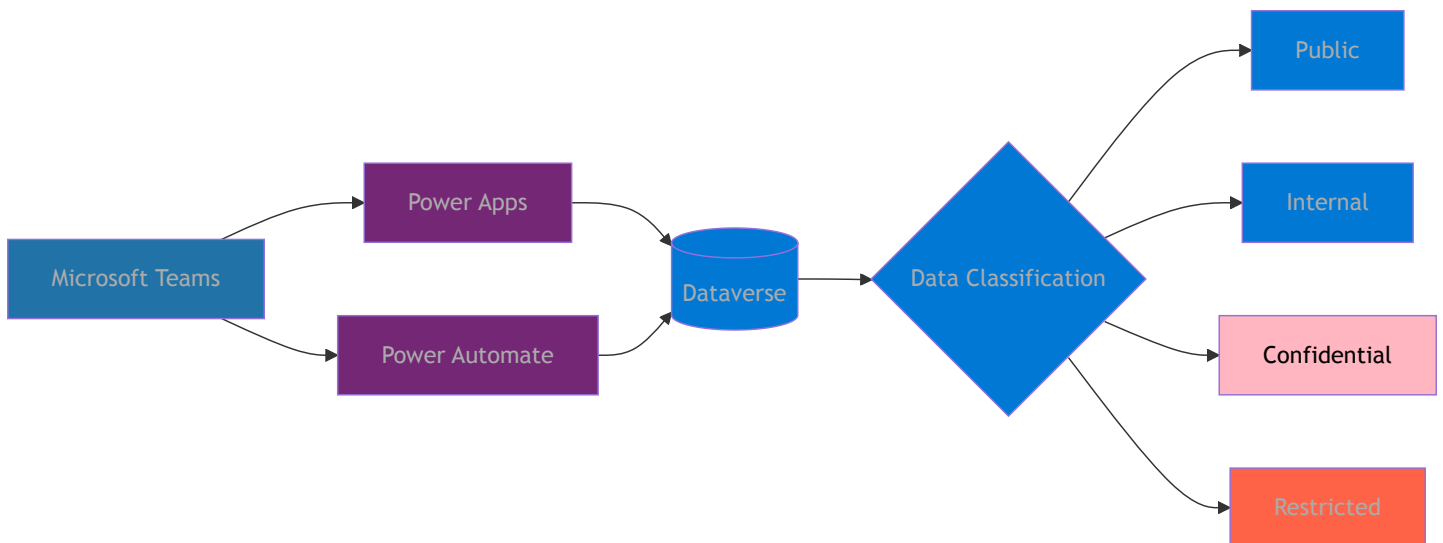 Microsoft Teams
Power Apps
Power Automate
Dataverse
Data Classification
Public
Internal
Confidential
Restricted